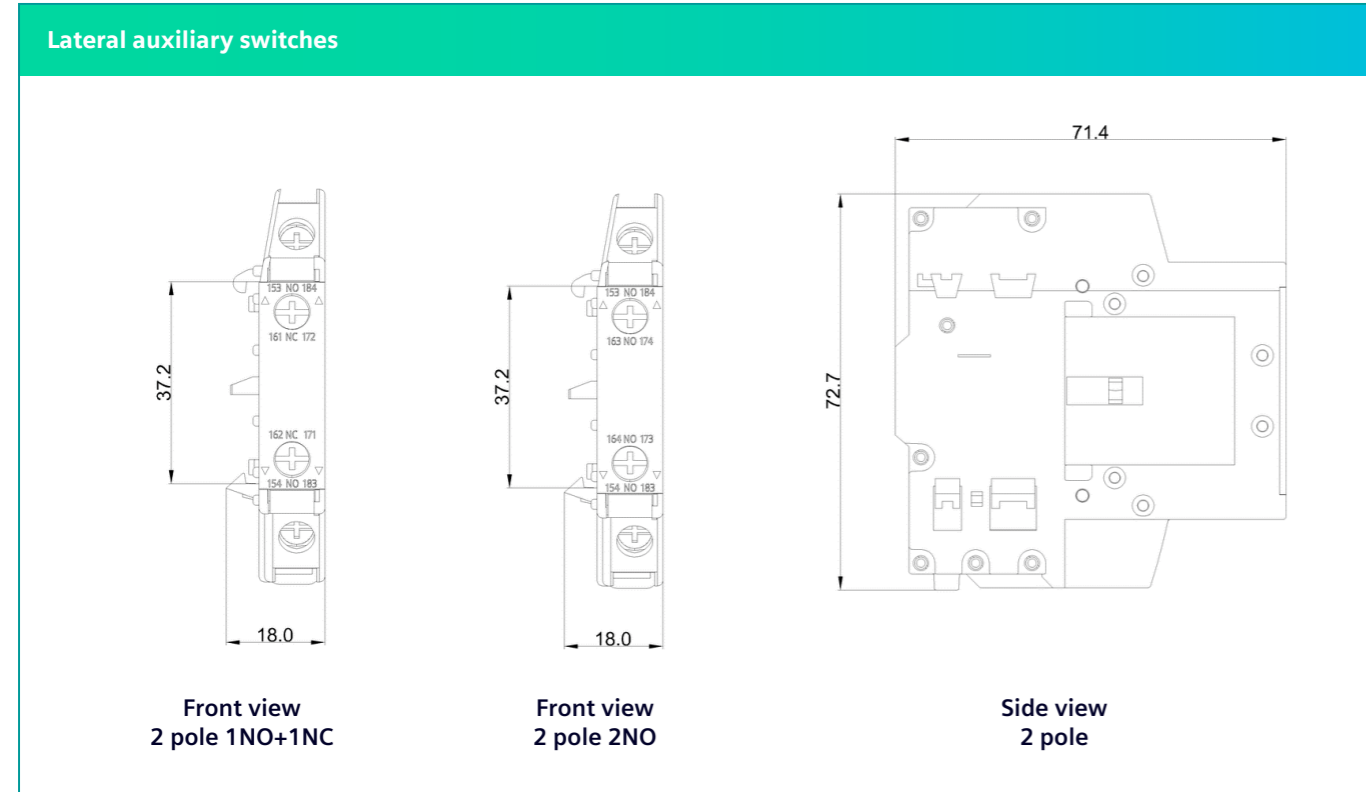 Lateral auxiliary switches
153 NO 184
161 NC 172
162 NC 171
154 NO 183
37.2
18.0
Front view
2 pole 1NO+1NC
153 NO 184
163 NO 174
164 NO 173
154 NO 183
37.2
18.0
Front view
2 pole 2NO
71.4
72.7
Side view
2 pole